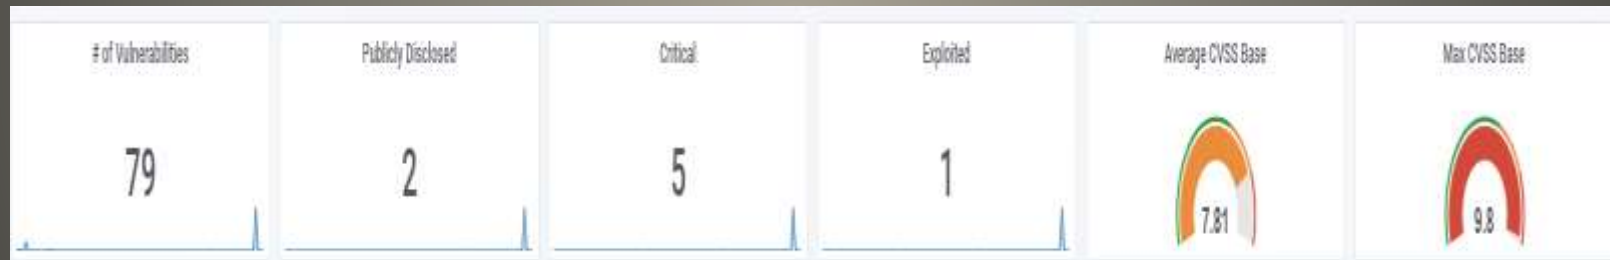 # of Vulnerabilities
Publicly Disclosed
Critical
Exploited
Average CVSS Base
Max CVSS Base
79
2
5
1
7.81
9.8